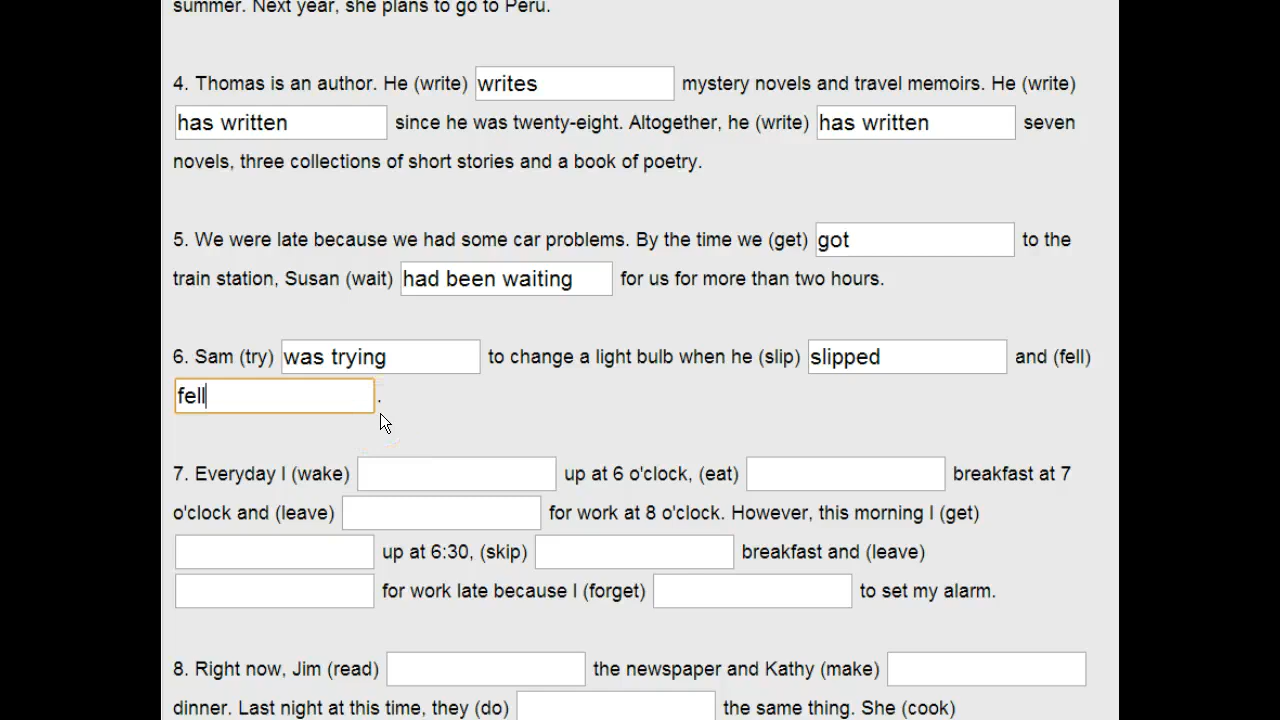 summer. Next year, she plans to go to Peru.
4. Thomas is an author. He (write) writes mystery novels and travel memoirs. He (write)
has written since he was twenty-eight. Altogether, he (write) has written seven
novels, three collections of short stories and a book of poetry.
5. We were late because we had some car problems. By the time we (get) got to the
train station, Susan (wait) had been waiting for us for more than two hours.
6. Sam (try) was trying to change a light bulb when he (slip) slipped and (fell)
fell .
7. Everyday I (wake) up at 6 o'clock, (eat) breakfast at 7
o'clock and (leave) for work at 8 o'clock. However, this morning I (get)
up at 6:30, (skip) breakfast and (leave)
for work late because I (forget) to set my alarm.
8. Right now, Jim (read) the newspaper and Kathy (make)
dinner. Last night at this time, they (do) the same thing. She (cook)